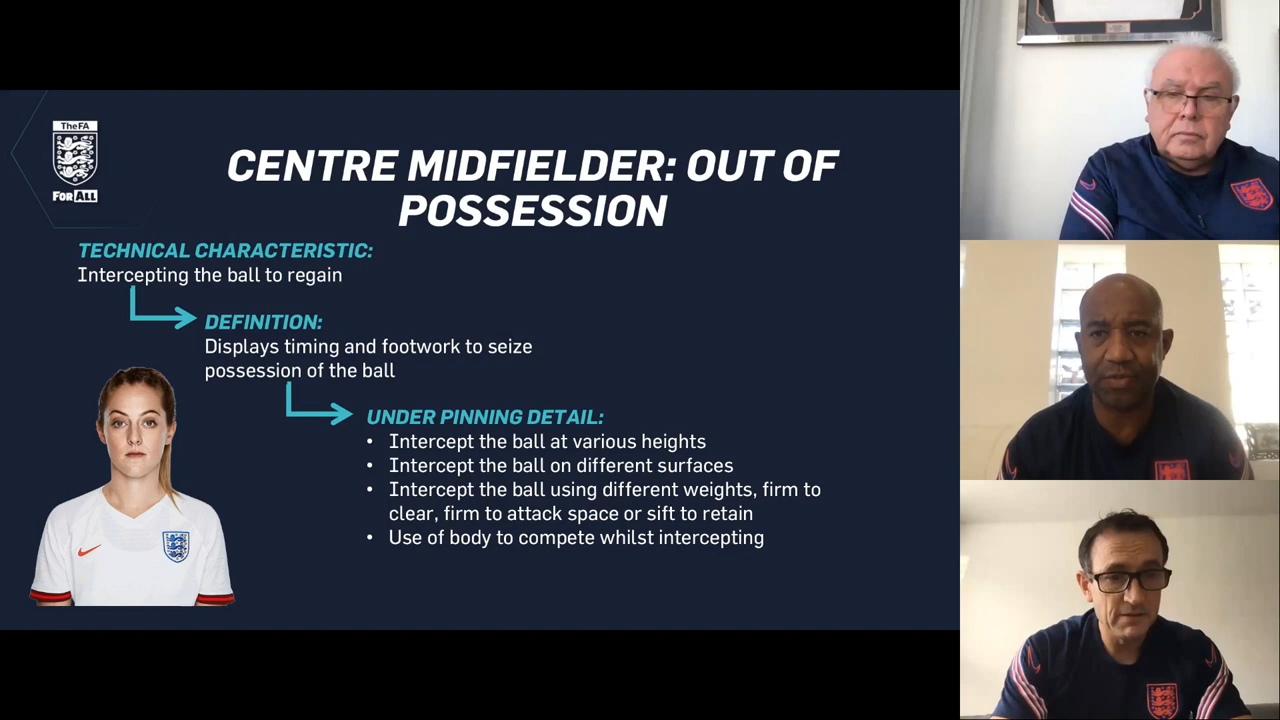 TheFA
FOR ALL
CENTRE MIDFIELDER: OUT OF
POSSESSION
TECHNICAL CHARACTERISTIC:
Intercepting the ball to regain
DEFINITION:
Displays timing and footwork to seize
possession of the ball
UNDER PINNING DETAIL:
• Intercept the ball at various heights
• Intercept the ball on different surfaces
• Intercept the ball using different weights, firm to
clear, firm to attack space or sift to retain
• Use of body to compete whilst intercepting